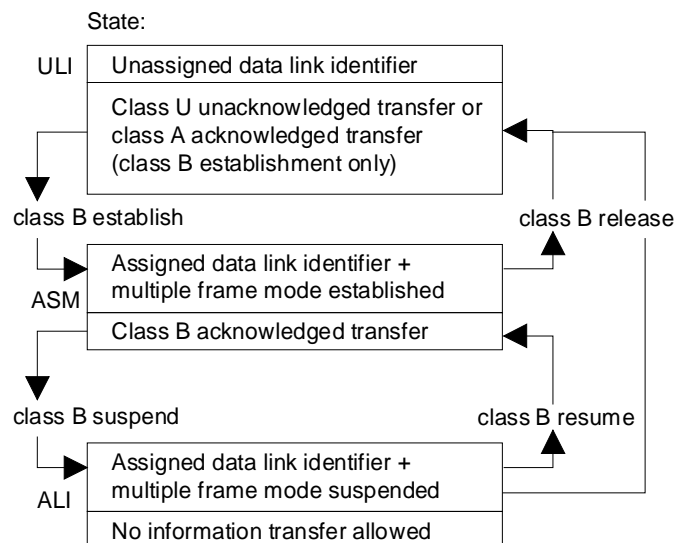 State:
ULI
Unassigned data link identifier
Class U unacknowledged transfer or
class A acknowledged transfer
(class B establishment only)
class B establish
class B release
Assigned data link identifier +
multiple frame mode established
ASM
Class B acknowledged transfer
class B suspend
class B resume
Assigned data link identifier +
multiple frame mode suspended
ALI
No information transfer allowed